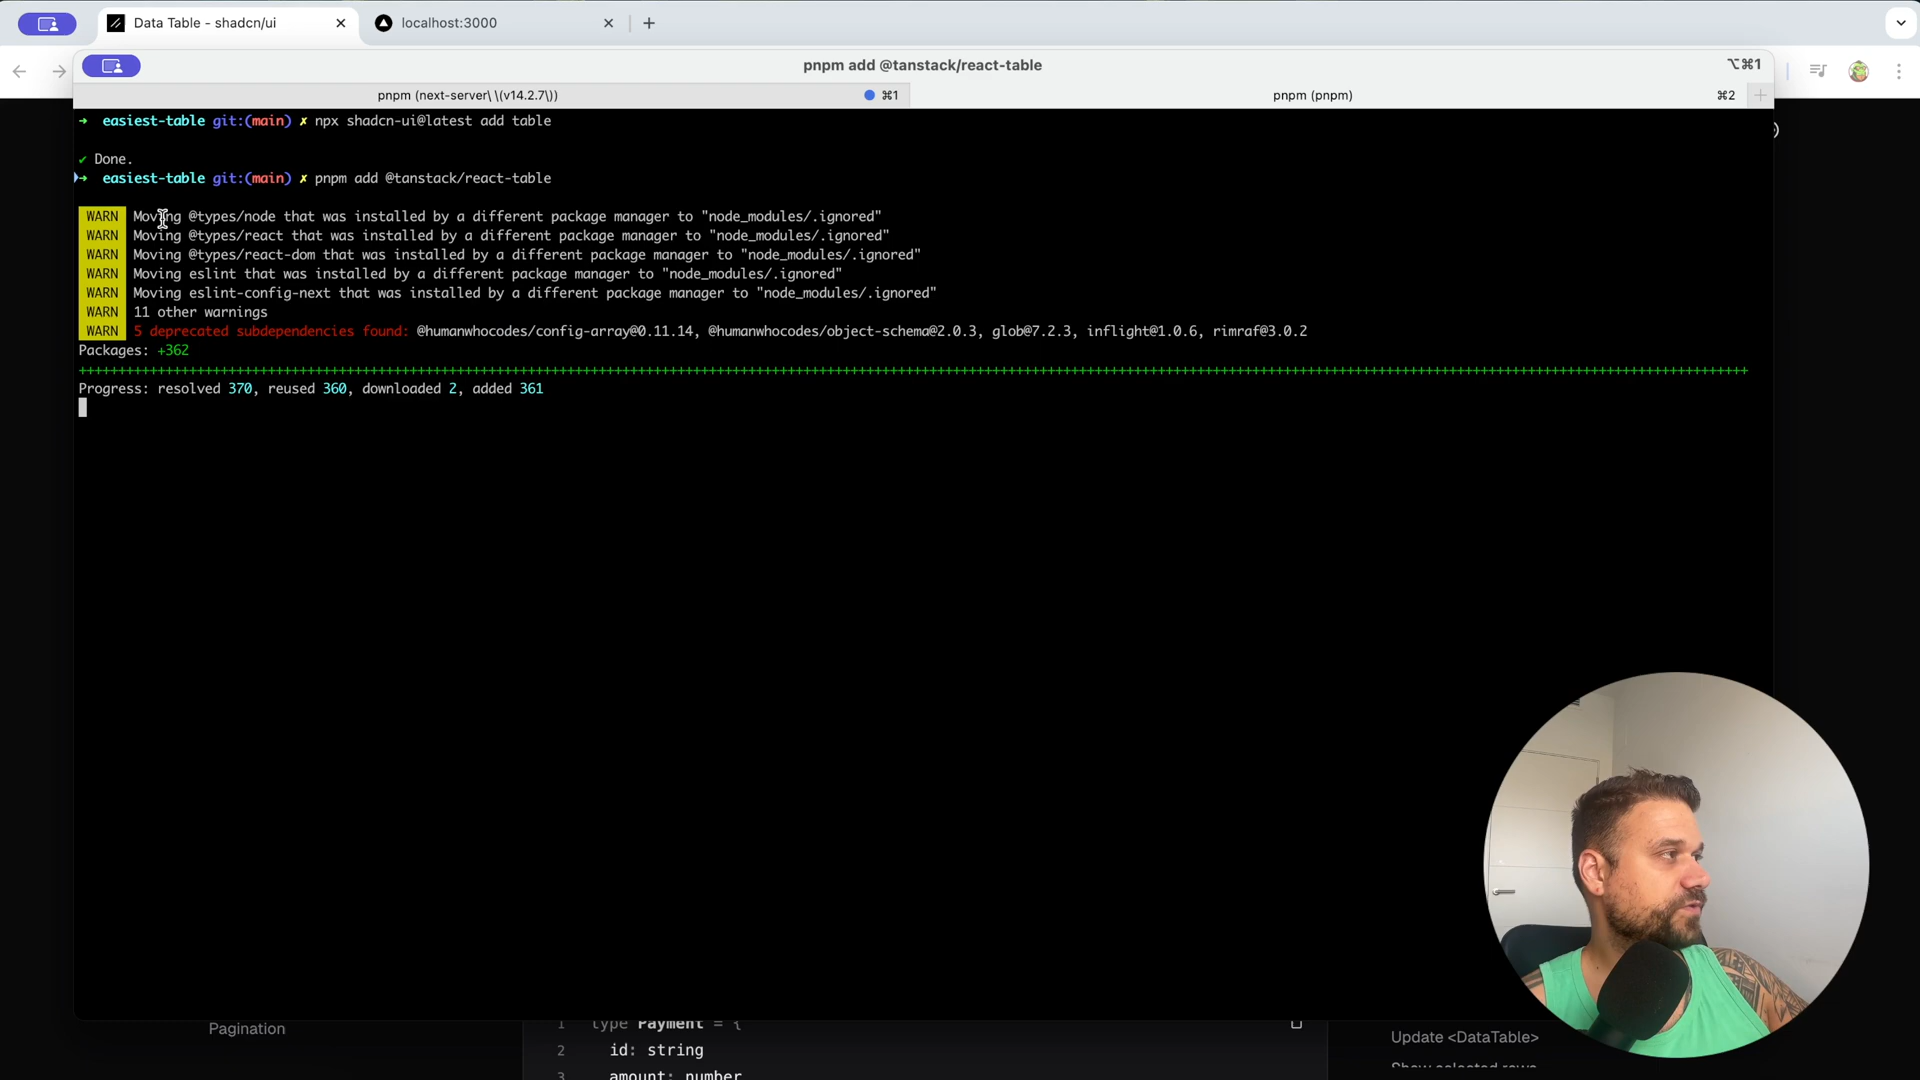 Data Table - shadcn/ui
localhost:3000
pnpm add @tanstack/react-table
⌥⌘1
pnpm (next-server\ \(v14.2.7\))
⌘1
pnpm (pnpm)
⌘2
➜ easiest-table git:(main) ✗ npx shadcn-ui@latest add table
✔ Done.
➜ easiest-table git:(main) ✗ pnpm add @tanstack/react-table
WARN Moving @types/node that was installed by a different package manager to "node_modules/.ignored"
WARN Moving @types/react that was installed by a different package manager to "node_modules/.ignored"
WARN Moving @types/react-dom that was installed by a different package manager to "node_modules/.ignored"
WARN Moving eslint that was installed by a different package manager to "node_modules/.ignored"
WARN Moving eslint-config-next that was installed by a different package manager to "node_modules/.ignored"
WARN 11 other warnings
WARN 5 deprecated subdependencies found: @humanwhocodes/config-array@0.11.14, @humanwhocodes/object-schema@2.0.3, glob@7.2.3, inflight@1.0.6, rimraf@3.0.2
Packages: +362
Progress: resolved 370, reused 360, downloaded 2, added 361
Pagination
1 type Payment = {
2 id: string
3 amount: number
Update <DataTable>
Show selected rows